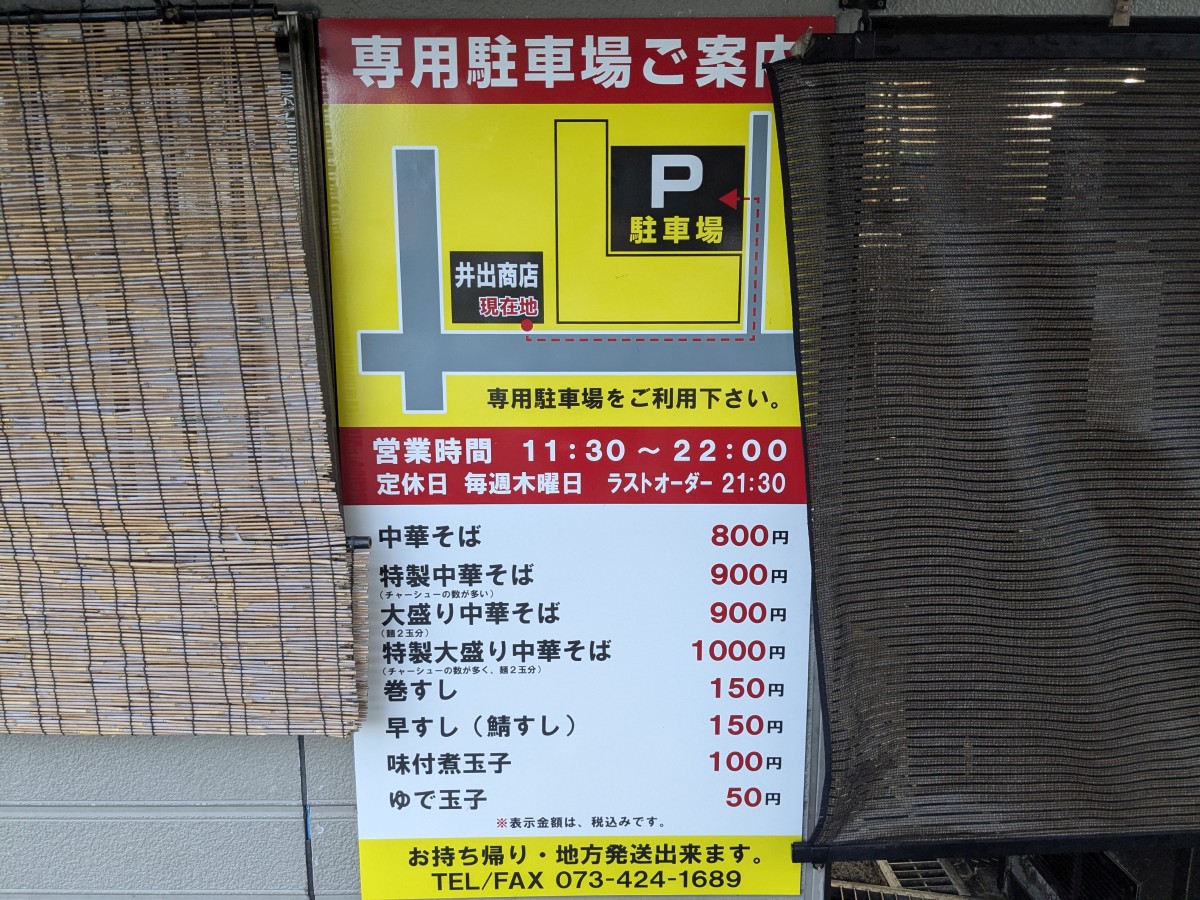 専用駐車場ご案内
P
駐車場
井出商店
現在地
専用駐車場をご利用下さい。
営業時間 11:30～22:00
定休日 毎週木曜日 ラストオーダー 21:30
中華そば 800円
特製中華そば 900円
（チャーシューの数が多い）
大盛り中華そば 900円
（麺２玉分）
特製大盛り中華そば 1000円
（チャーシューの数が多く、麺２玉分）
巻すし 150円
早すし（鯖すし） 150円
味付煮玉子 100円
ゆで玉子 50円
※表示金額は、税込みです。
お持ち帰り・地方発送出来ます。
TEL/FAX 073-424-1689